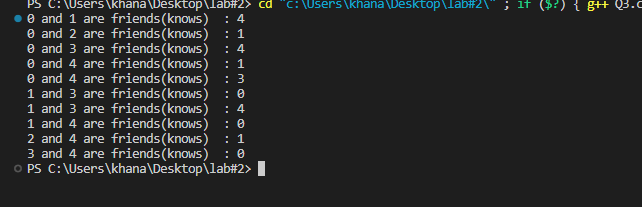 PS C:\Users\khana\Desktop\lab#2> cd "c:\Users\khana\Desktop\lab#2\" ; if ($?) { g++ Q3.c
0 and 1 are friends(knows)  : 4
0 and 2 are friends(knows)  : 1
0 and 3 are friends(knows)  : 4
0 and 4 are friends(knows)  : 1
0 and 4 are friends(knows)  : 3
1 and 3 are friends(knows)  : 0
1 and 3 are friends(knows)  : 4
1 and 4 are friends(knows)  : 0
2 and 4 are friends(knows)  : 1
3 and 4 are friends(knows)  : 0
PS C:\Users\khana\Desktop\lab#2>